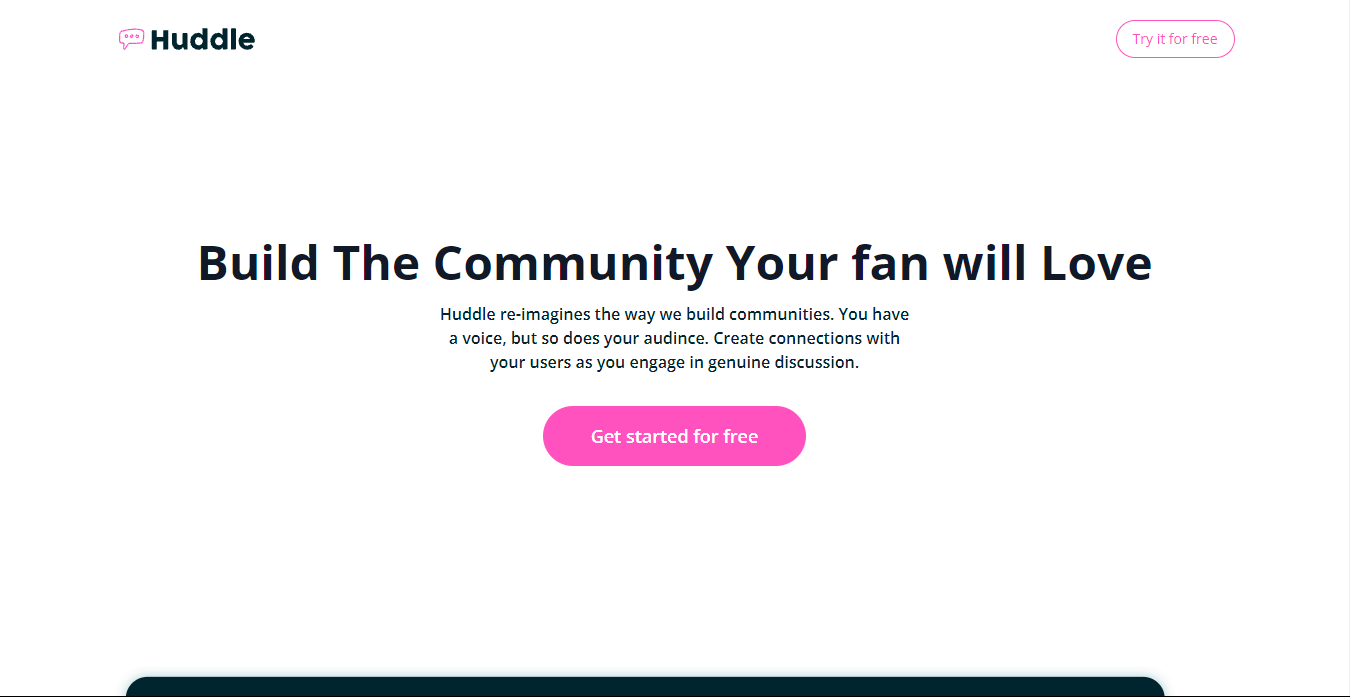 Huddle
Try it for free
Build The Community Your fan will Love
Huddle re-imagines the way we build communities. You have
a voice, but so does your audince. Create connections with
your users as you engage in genuine discussion.
Get started for free